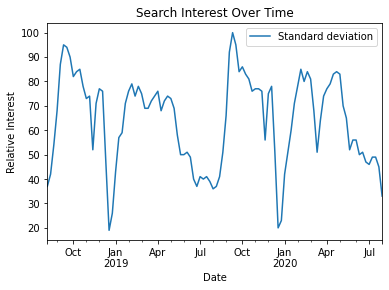 Search Interest Over Time
Standard deviation
Relative Interest
100
90
80
70
60
50
40
30
20
Oct
Jan
2019
Apr
Jul
Oct
Jan
2020
Apr
Jul
Date